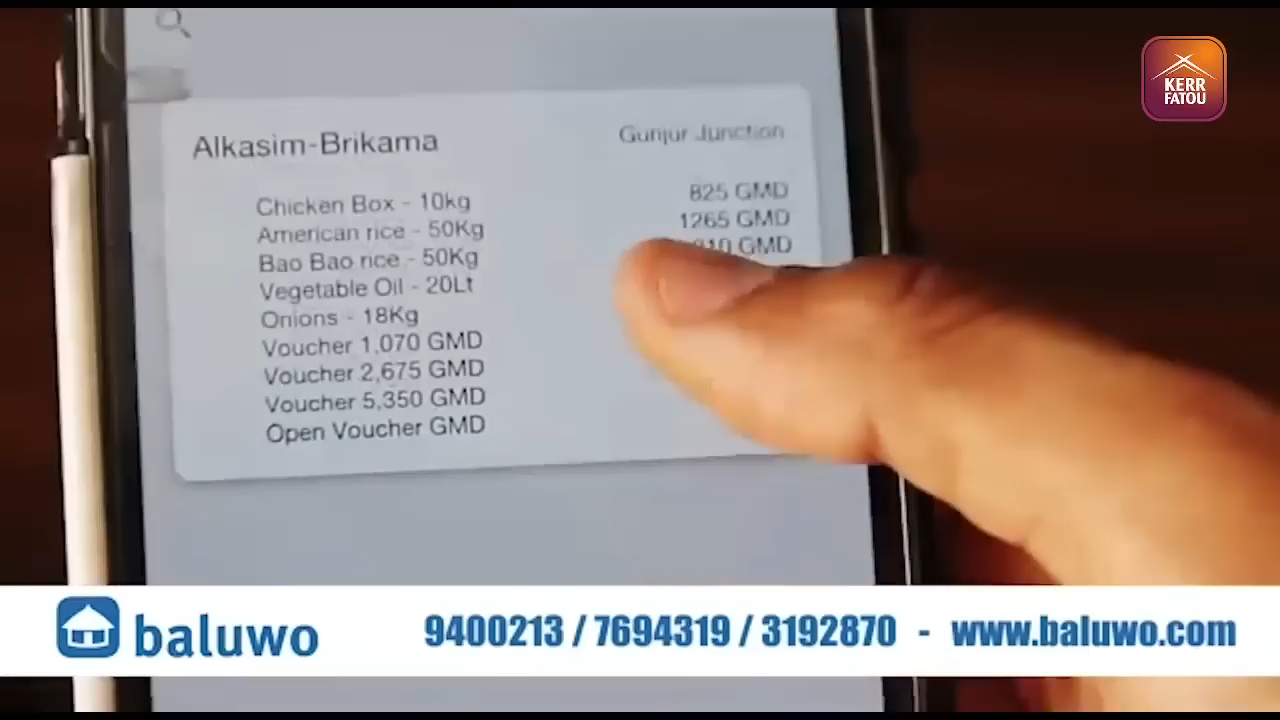 KERR
FATOU
Alkasim-Brikama Gunjur Junction
Chicken Box - 10kg 825 GMD
American rice - 50Kg 1265 GMD
Bao Bao rice - 50Kg GMD
Vegetable Oil - 20Lt
Onions - 18Kg
Voucher 1,070 GMD
Voucher 2,675 GMD
Voucher 5,350 GMD
Open Voucher GMD
baluwo 9400213 / 7694319 / 3192870 - www.baluwo.com